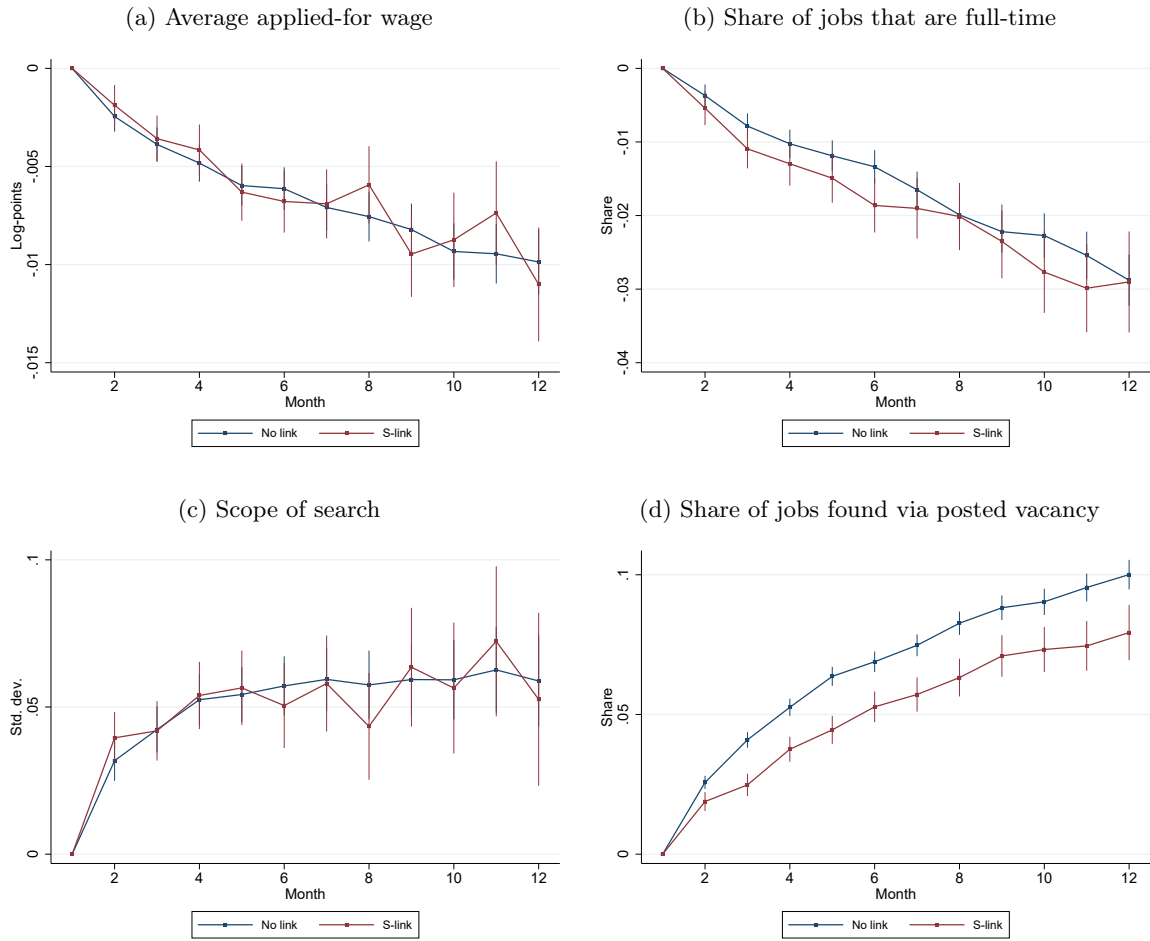 (a) Average applied-for wage
0
-.005
-.01
-.015
Log-points
2 4 6 8 10 12
Month
No link S-link
(b) Share of jobs that are full-time
0
-.01
-.02
-.03
-.04
Share
2 4 6 8 10 12
Month
No link S-link
(c) Scope of search
.1
.05
0
Std. dev.
2 4 6 8 10 12
Month
No link S-link
(d) Share of jobs found via posted vacancy
.1
.05
0
Share
2 4 6 8 10 12
Month
No link S-link